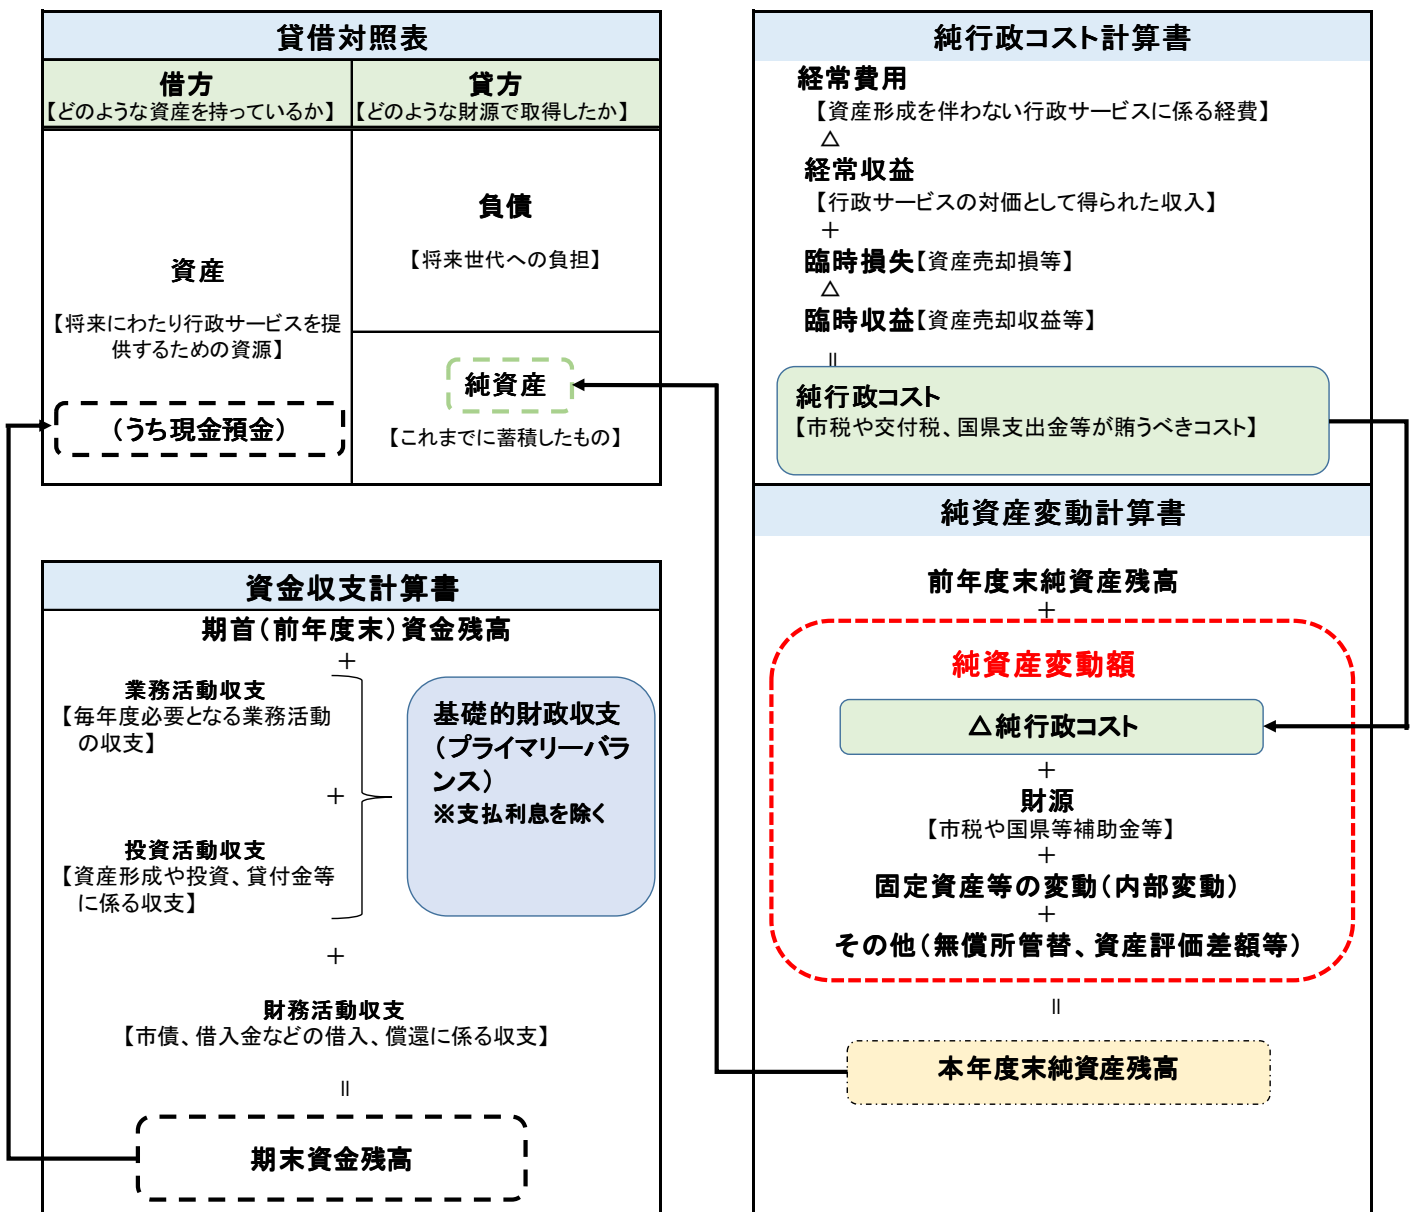 貸借対照表
借方
【どのような資産を持っているか】
貸方
【どのような財源で取得したか】
資産
【将来にわたり行政サービスを提
供するための資源】
（うち現金預金）
負債
【将来世代への負担】
純資産
【これまでに蓄積したもの】
資金収支計算書
期首（前年度末）資金残高
＋
業務活動収支
【毎年度必要となる業務活動
の収支】
＋
投資活動収支
【資産形成や投資、貸付金等
に係る収支】
基礎的財政収支
（プライマリーバラ
ンス）
※支払利息を除く
＋
財務活動収支
【市債、借入金などの借入、償還に係る収支】
＝
期末資金残高
純行政コスト計算書
経常費用
【資産形成を伴わない行政サービスに係る経費】
△
経常収益
【行政サービスの対価として得られた収入】
＋
臨時損失【資産売却損等】
△
臨時収益【資産売却収益等】
＝
純行政コスト
【市税や交付税、国県支出金等が賄うべきコスト】
純資産変動計算書
前年度末純資産残高
＋
純資産変動額
△純行政コスト
＋
財源
【市税や国県等補助金等】
＋
固定資産等の変動（内部変動）
＋
その他（無償所管替、資産評価差額等）
＝
本年度末純資産残高